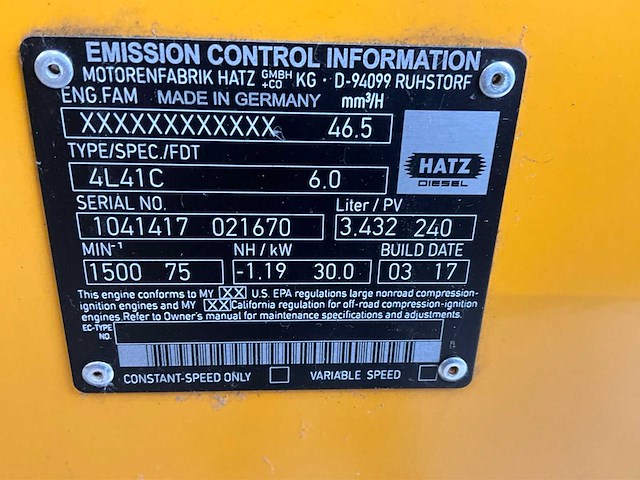 EMISSION CONTROL INFORMATION
MOTORENFABRIK HATZ GMBH +CO KG · D-94099 RUHSTORF
ENG.FAM MADE IN GERMANY mm³/H
XXXXXXXXXXXX 46.5
HATZ
DIESEL
TYPE/SPEC./FDT
4L41C 6.0
SERIAL NO. Liter / PV
1041417 021670 3.432 240
MIN-¹ NH / kW BUILD DATE
1500 75 -1.19 30.0 03 17
This engine conforms to MY XX U.S. EPA regulations large nonroad compression-
ignition engines and MY XX California regulation for off-road compression-ignition
engines. Refer to Owner's manual for maintenance specifications and adjustments.
EC-TYPE
NO.
CONSTANT-SPEED ONLY VARIABLE SPEED